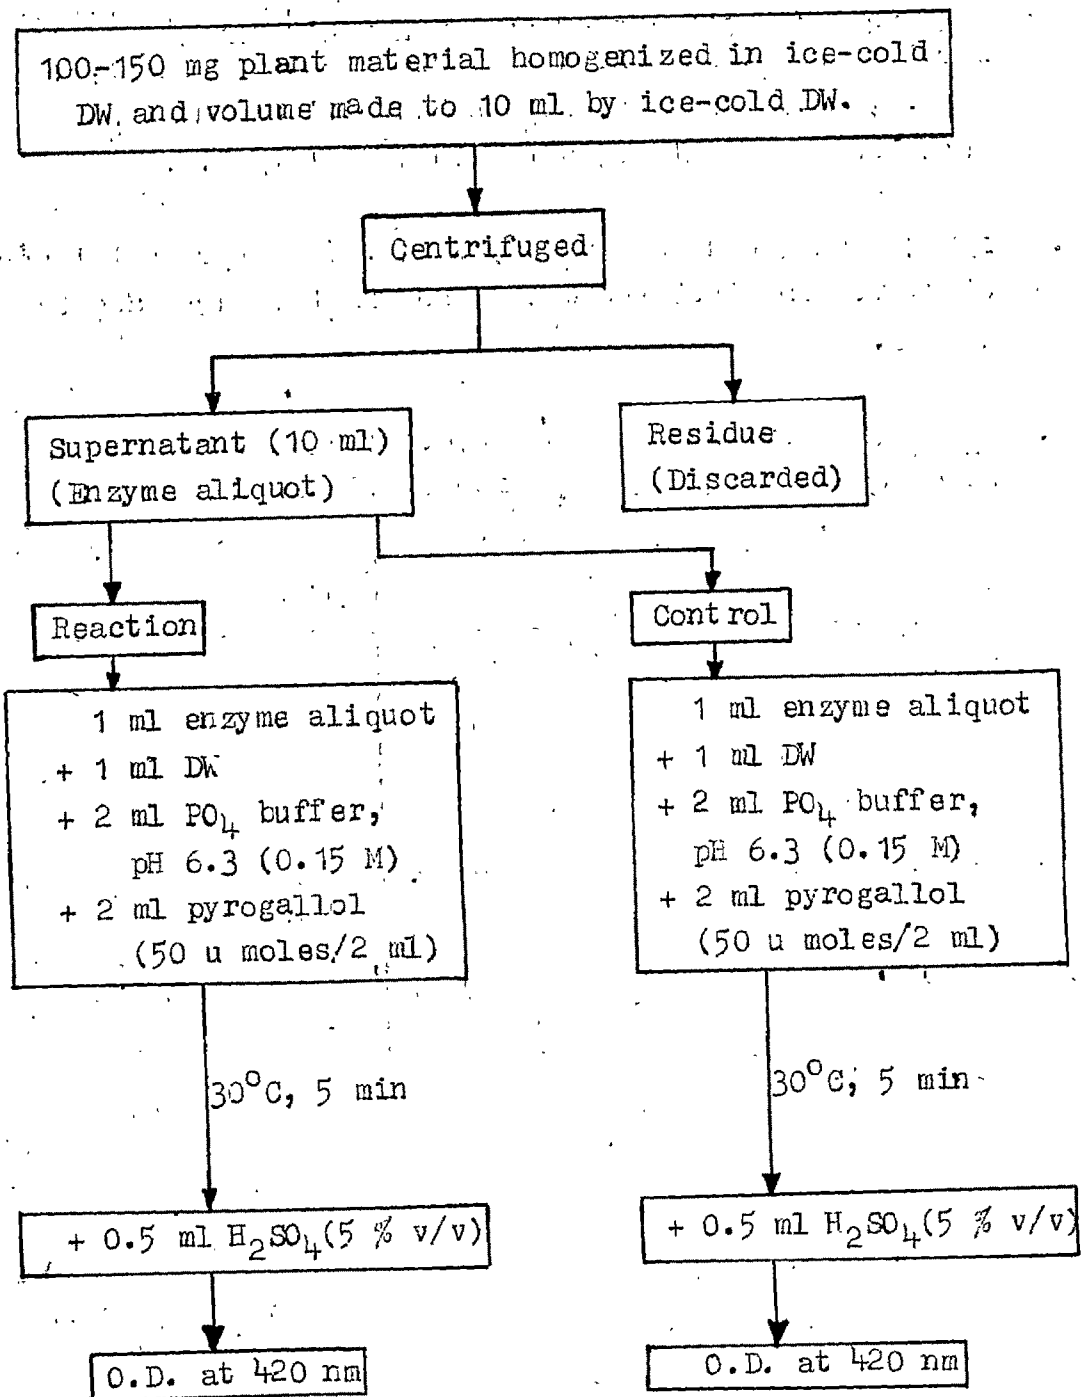 100-150 mg plant material homogenized in ice-cold
DW and volume made to 10 ml by ice-cold DW.
Centrifuged
Supernatant (10 ml)
(Enzyme aliquot)
Residue
(Discarded)
Reaction
Control
1 ml enzyme aliquot
+ 1 ml DW
+ 2 ml PO4 buffer,
pH 6.3 (0.15 M)
+ 2 ml pyrogallol
(50 u moles/2 ml)
1 ml enzyme aliquot
+ 1 ml DW
+ 2 ml PO4 buffer,
pH 6.3 (0.15 M)
+ 2 ml pyrogallol
(50 u moles/2 ml)
30°C, 5 min
30°C, 5 min
+ 0.5 ml H2SO4(5 % v/v)
+ 0.5 ml H2SO4(5 % v/v)
O.D. at 420 nm
O.D. at 420 nm